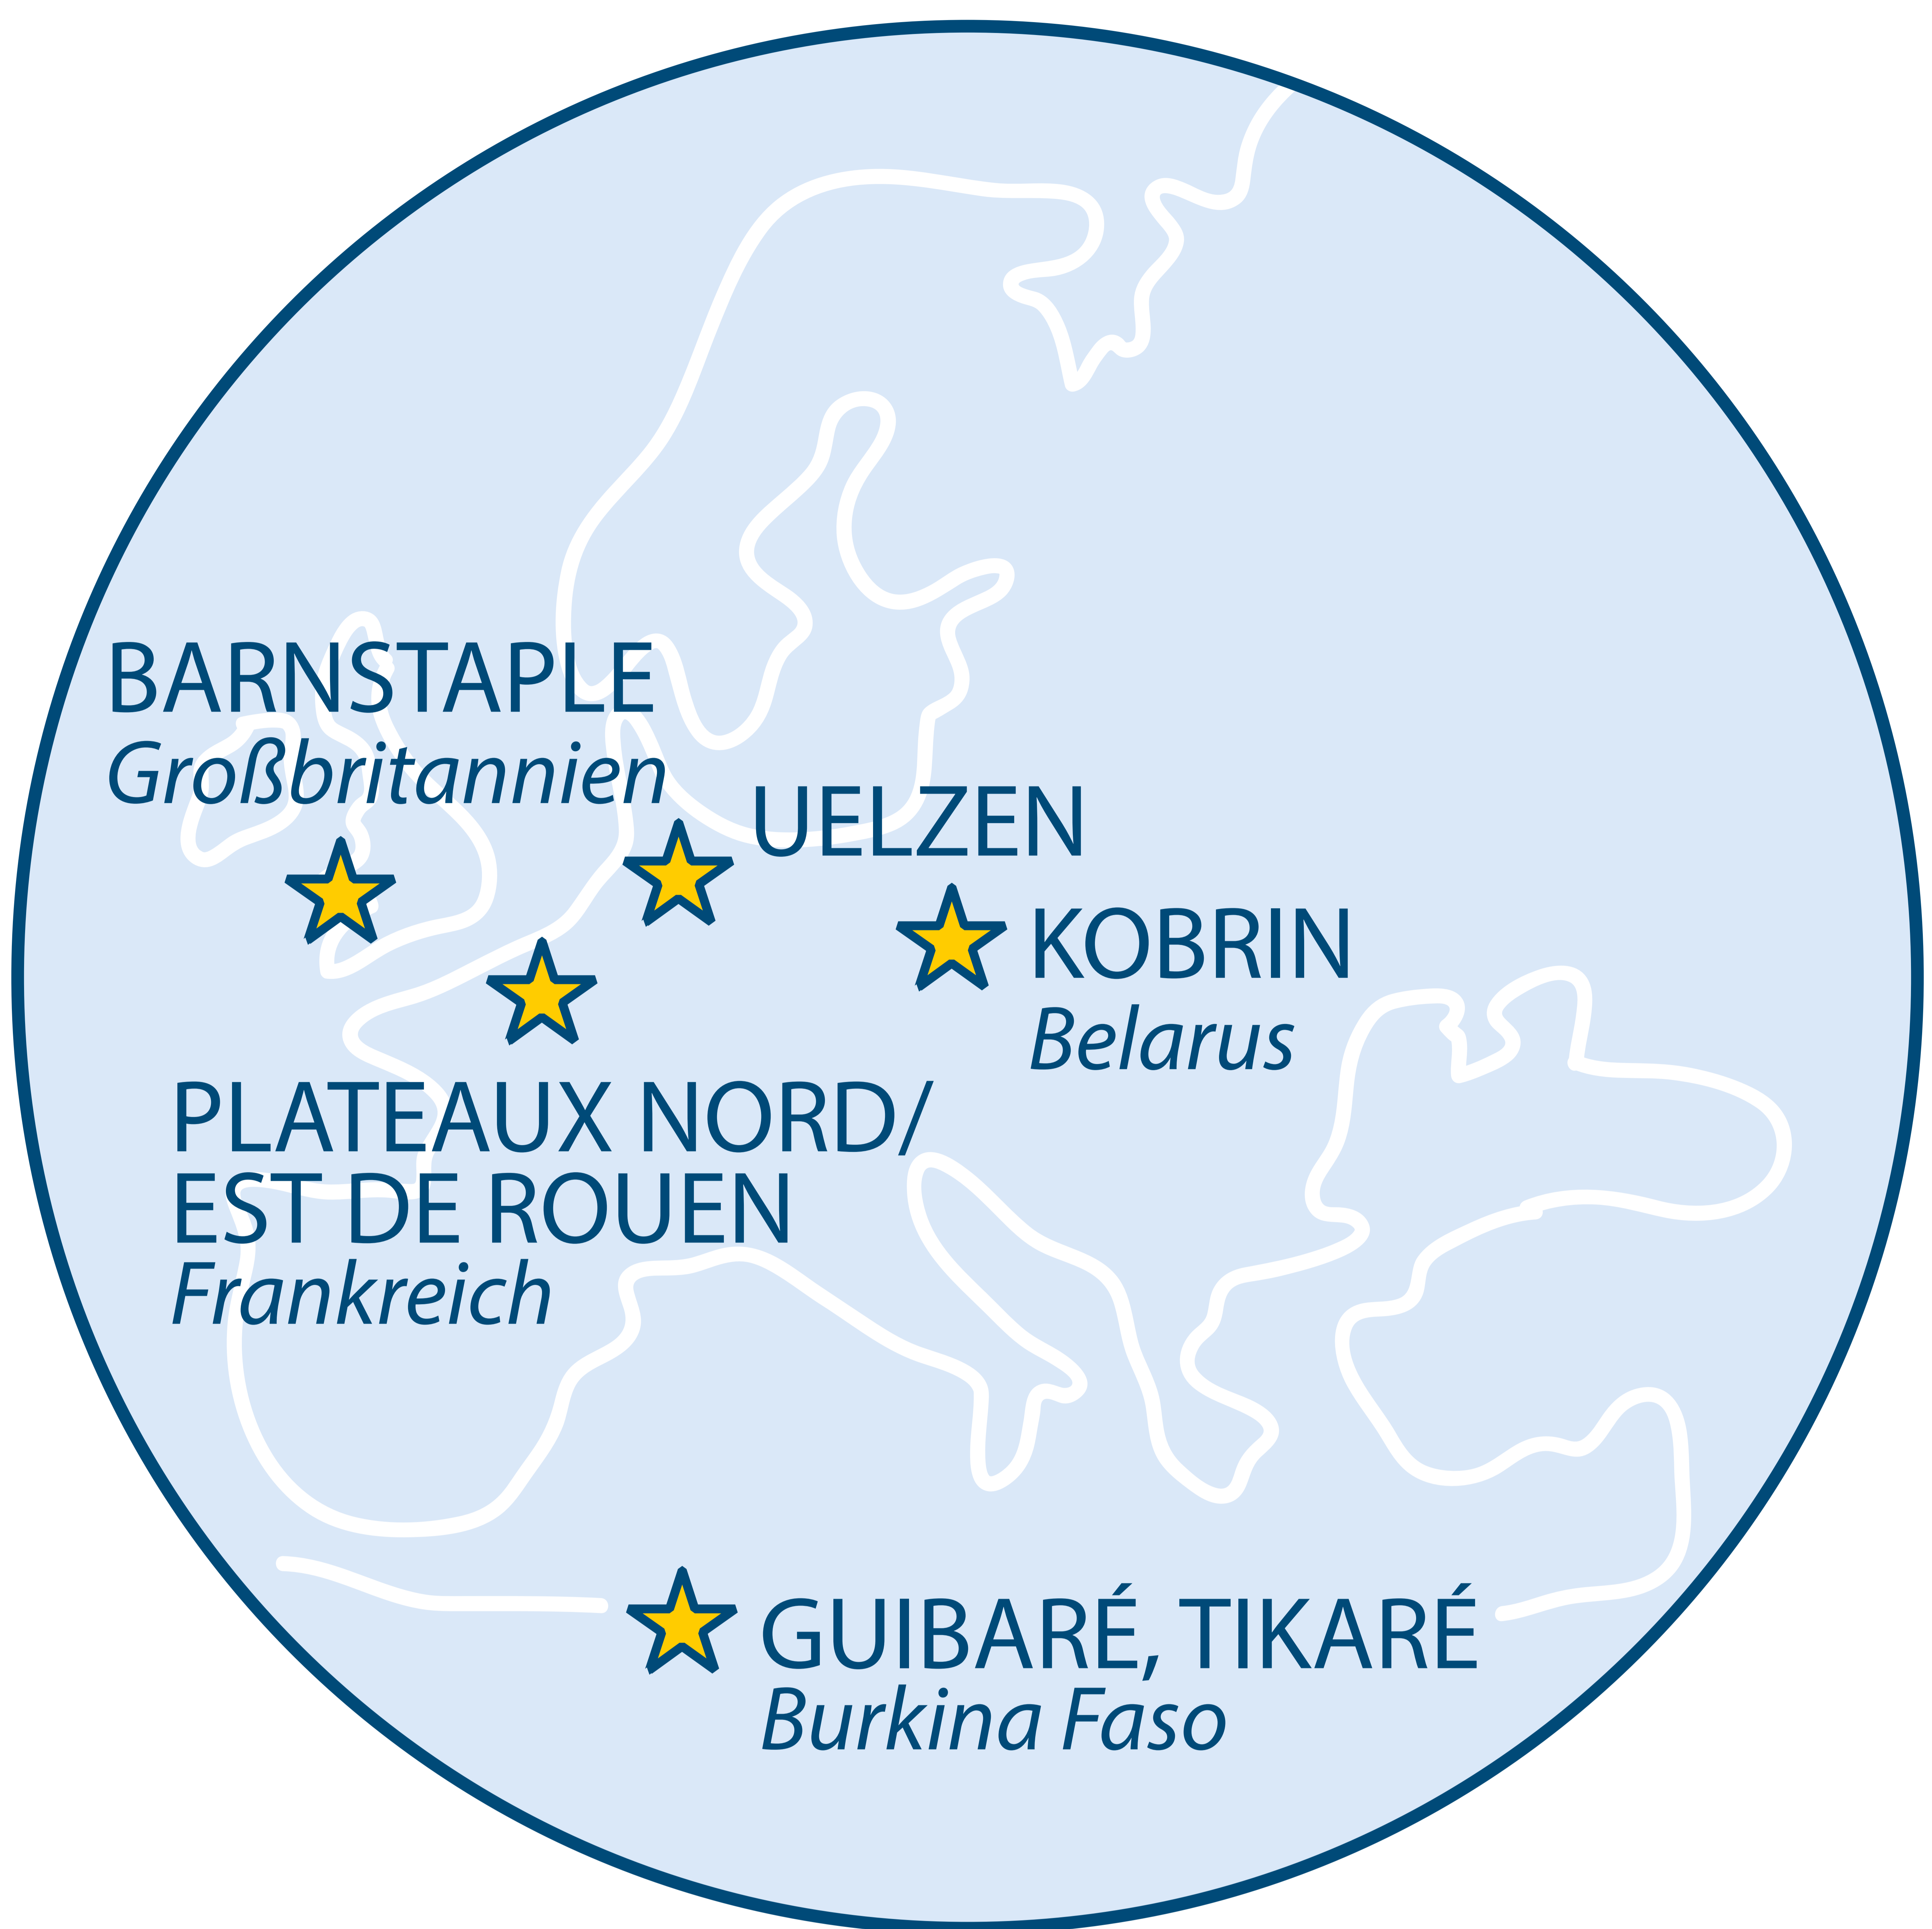 BARNSTAPLE
Großbritannien
UELZEN
KOBRIN
Belarus
PLATEAUX NORD/
EST DE ROUEN
Frankreich
GUIBARÉ, TIKARÉ
Burkina Faso